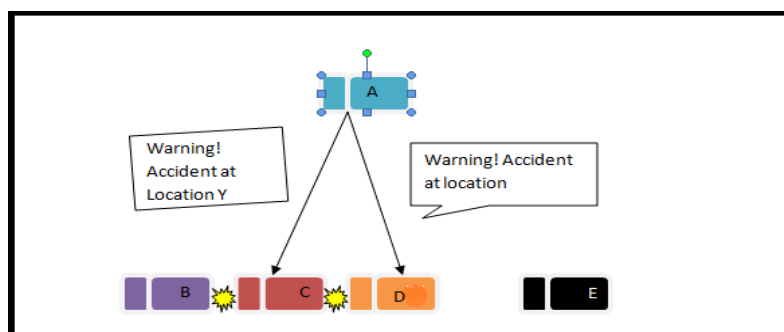 A
Warning!
Accident at
Location Y
Warning! Accident
at location
B
C
D
E